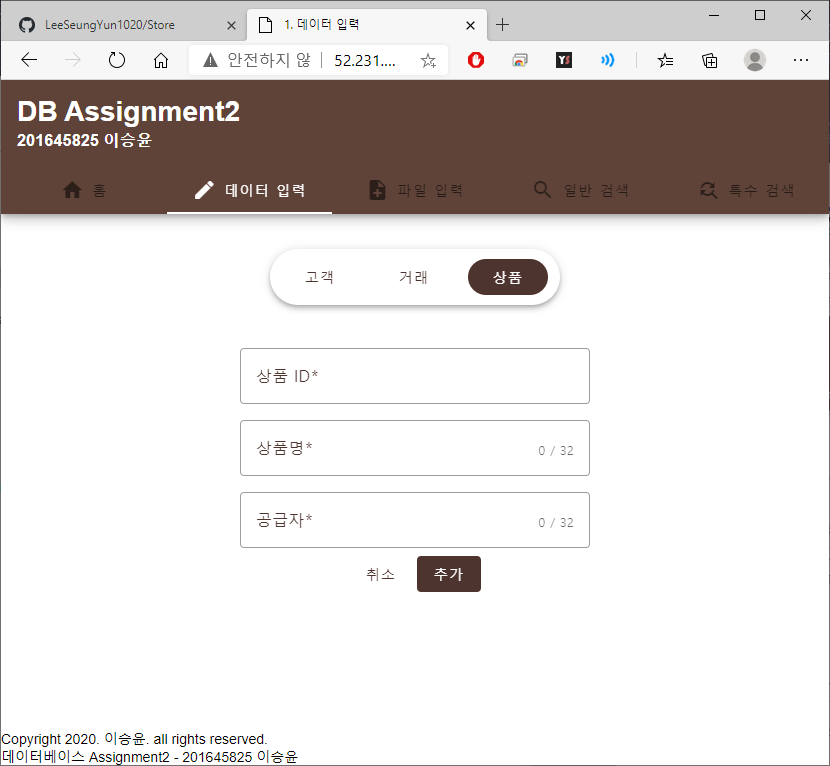 LeeSeungYun1020/Store
1. 데이터 입력
안전하지 않 52.231....
DB Assignment2
201645825 이승윤
홈 데이터 입력 파일 입력 일반 검색 특수 검색
고객 거래 상품
상품 ID*
상품명* 0 / 32
공급자* 0 / 32
취소 추가
Copyright 2020. 이승윤. all rights reserved.
데이터베이스 Assignment2 - 201645825 이승윤